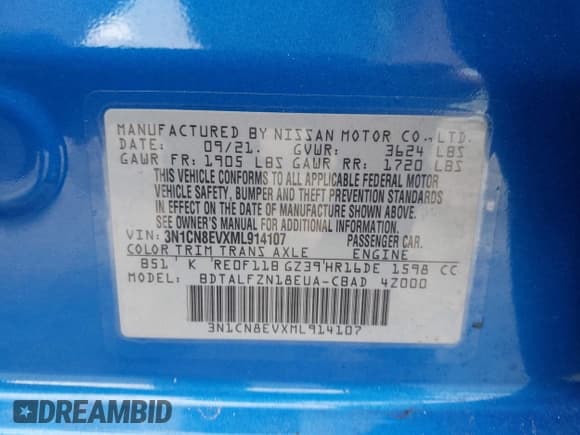 MANUFACTURED BY NISSAN MOTOR CO., LTD.
DATE: 09/21. GVWR: 3624 LBS
GAWR FR: 1905 LBS GAWR RR: 1720 LBS
THIS VEHICLE CONFORMS TO ALL APPLICABLE FEDERAL MOTOR
VEHICLE SAFETY, BUMPER AND THEFT PREVENTION STANDARDS
IN EFFECT ON THE DATE OF MANUFACTURE SHOWN ABOVE.
SEE OWNER'S MANUAL. PASSENGER CAR
VIN: 3N1CN8EVXML914107
COLOR TRIM TRANS AXLE ENGINE
B51 K RE0F11B GZ39 HR16DE 1598 CC
MODEL: BDTALFZN18EUA-CBAD 4Z000
3N1CN8EVXML914107
DREAMBID